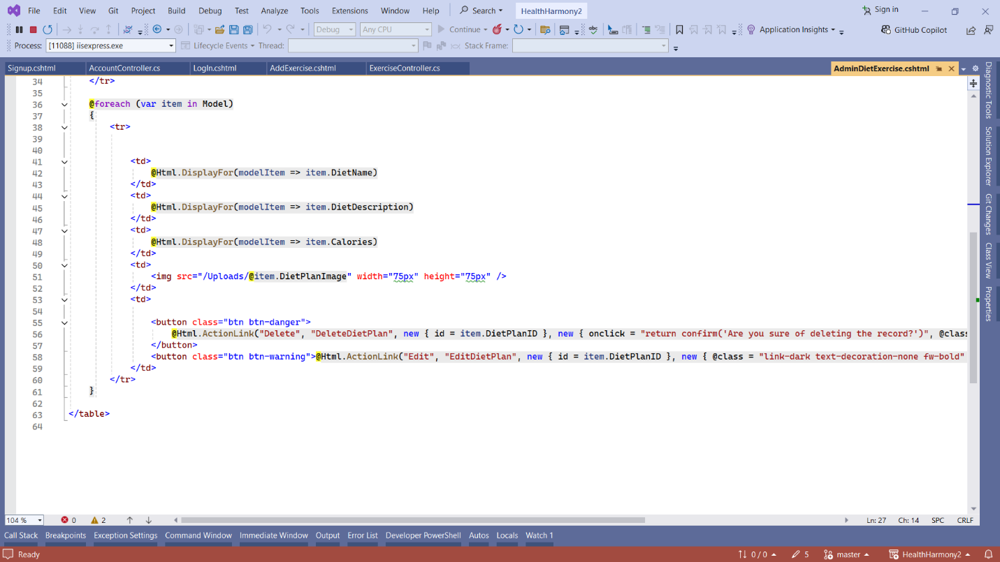 File Edit View Git Project Build Debug Test Analyze Tools Extensions Window Help Search HealthHarmony2 Sign in
Debug Any CPU Continue abc Application Insights GitHub Copilot
Process: [11088] iisexpress.exe Lifecycle Events Thread: Stack Frame:
Signup.cshtml AccountController.cs LogIn.cshtml AddExercise.cshtml ExerciseController.cs AdminDietExercise.cshtml
34 </tr>
35
36 @foreach (var item in Model)
37 {
38 <tr>
39
40
41 <td>
42 @Html.DisplayFor(modelItem => item.DietName)
43 </td>
44 <td>
45 @Html.DisplayFor(modelItem => item.DietDescription)
46 </td>
47 <td>
48 @Html.DisplayFor(modelItem => item.Calories)
49 </td>
50 <td>
51 <img src="/Uploads/@item.DietPlanImage" width="75px" height="75px" />
52 </td>
53 <td>
54
55 <button class="btn btn-danger">
56 @Html.ActionLink("Delete", "DeleteDietPlan", new { id = item.DietPlanID }, new { onclick = "return confirm('Are you sure of deleting the record?')", @class
57 </button>
58 <button class="btn btn-warning">@Html.ActionLink("Edit", "EditDietPlan", new { id = item.DietPlanID }, new { @class = "link-dark text-decoration-none fw-bold"
59 </td>
60 </tr>
61 }
62
63 </table>
64
Diagnostic Tools
Solution Explorer
Git Changes
Class View
Properties
104 % 0 2 Ln: 27 Ch: 14 SPC CRLF
Call Stack Breakpoints Exception Settings Command Window Immediate Window Output Error List Developer PowerShell Autos Locals Watch 1
Ready 0 / 0 5 master HealthHarmony2